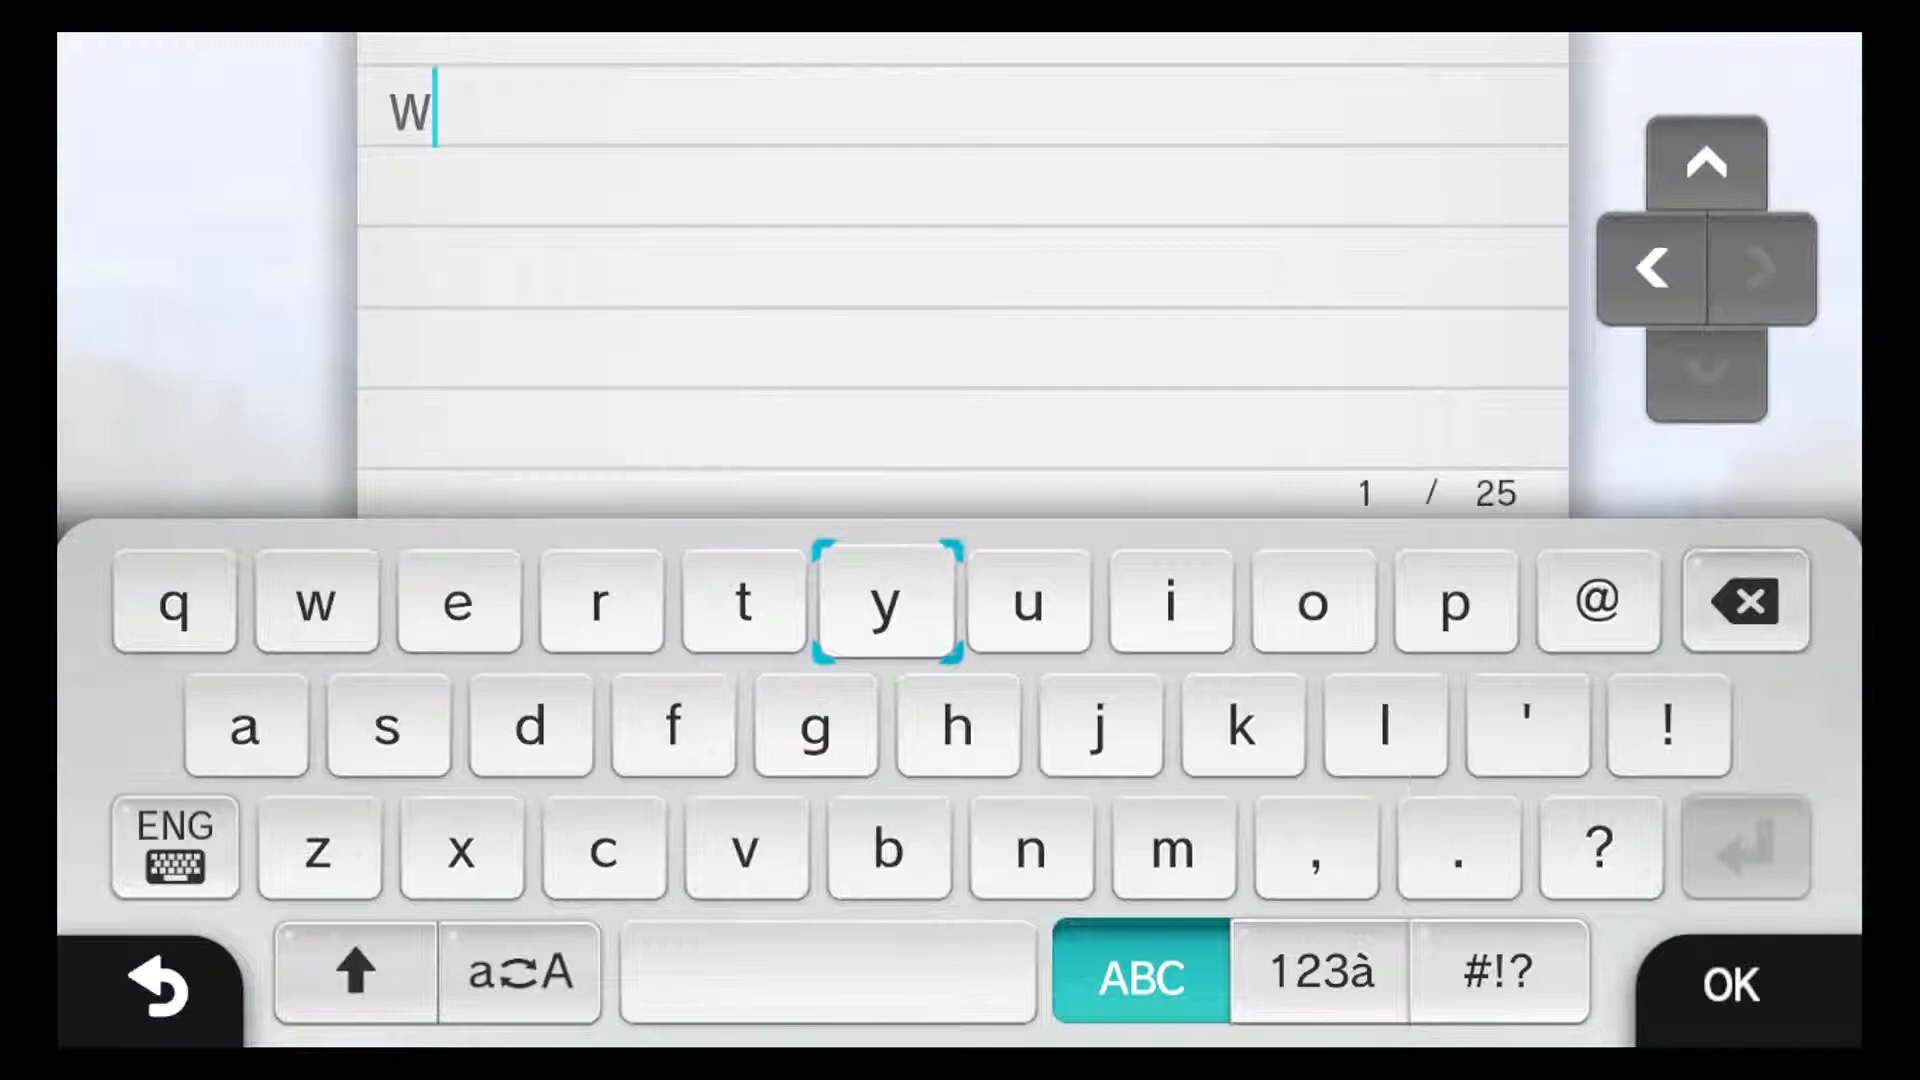 W
1 / 25
q w e r t y u i o p @
a s d f g h j k l ' !
ENG z x c v b n m , . ?
a A ABC 123à #!? OK